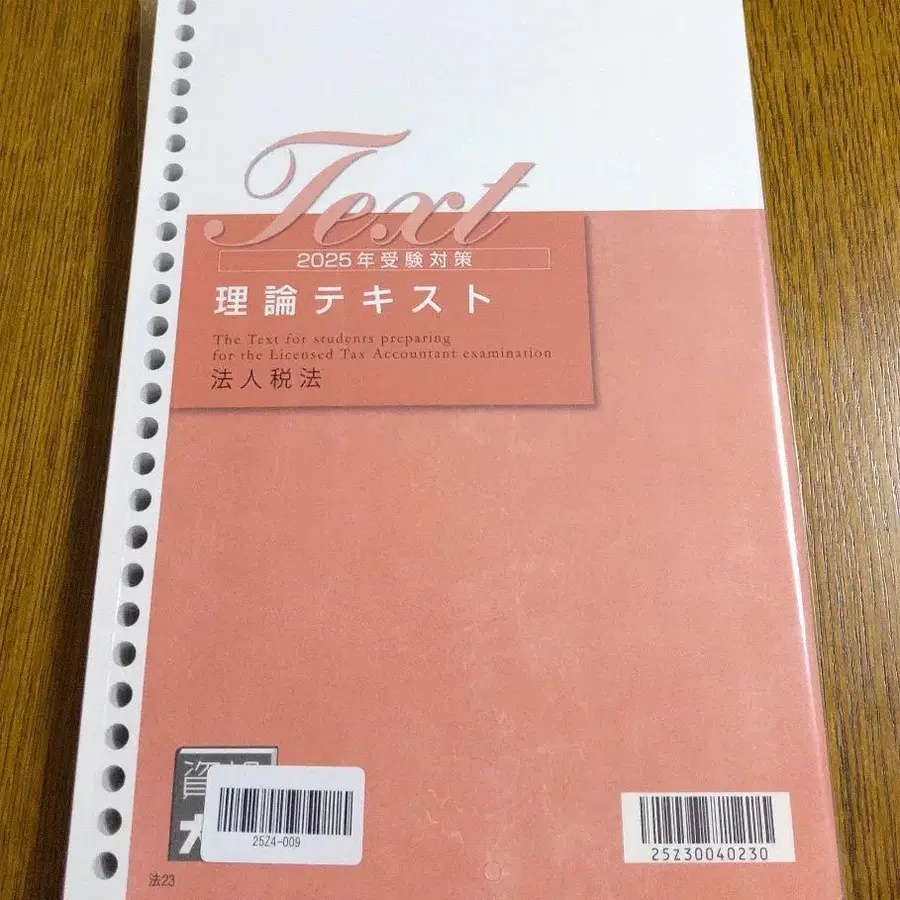 Text
2025年受験対策
理論テキスト
The Text for students preparing
for the Licensed Tax Accountant examination
法人税法
資
25Z4-009
25Z30040230
法23